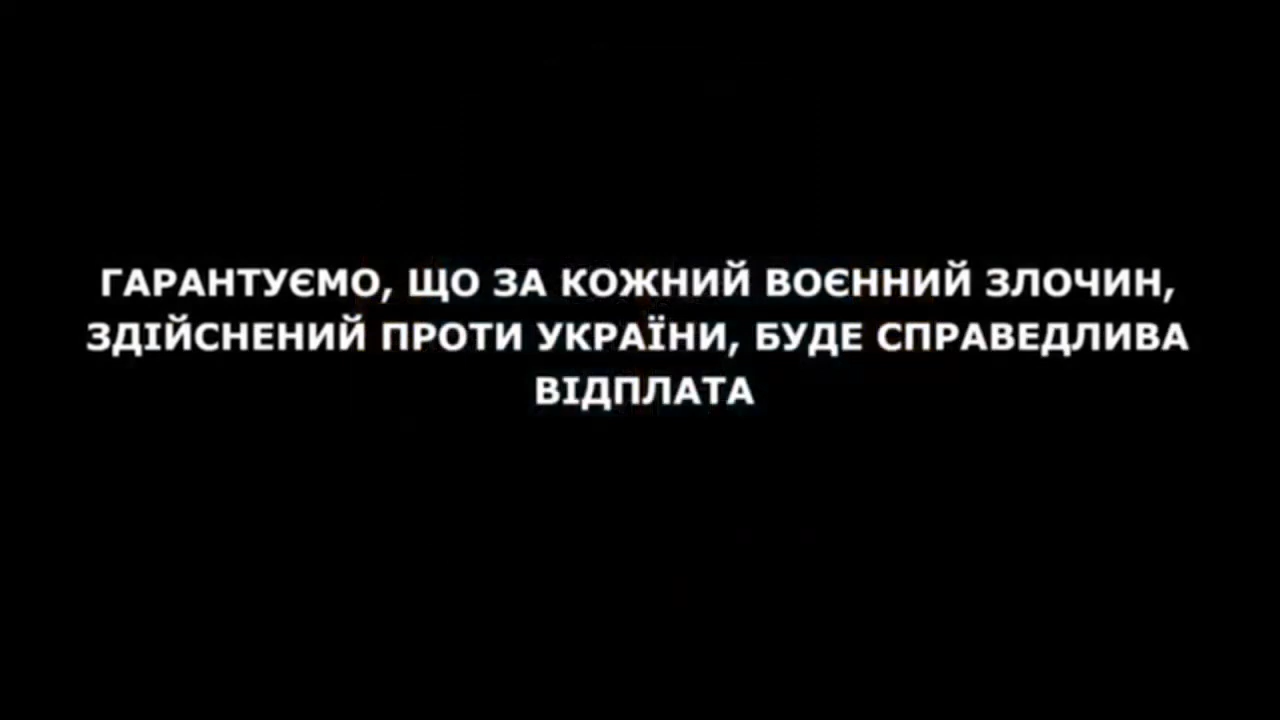 ГАРАНТУЄМО, ЩО ЗА КОЖНИЙ ВОЄННИЙ ЗЛОЧИН,
ЗДІЙСНЕНИЙ ПРОТИ УКРАЇНИ, БУДЕ СПРАВЕДЛИВА
ВІДПЛАТА